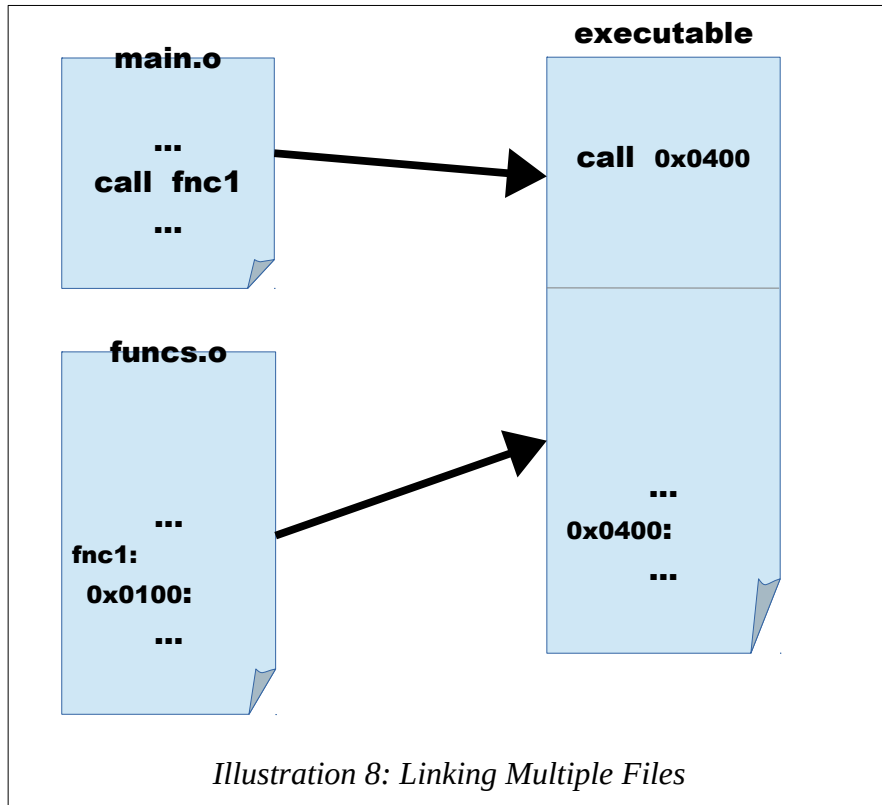 main.o
...
call fnc1
...
funcs.o
...
fnc1:
0x0100:
...
executable
call 0x0400
...
0x0400:
...
Illustration 8: Linking Multiple Files